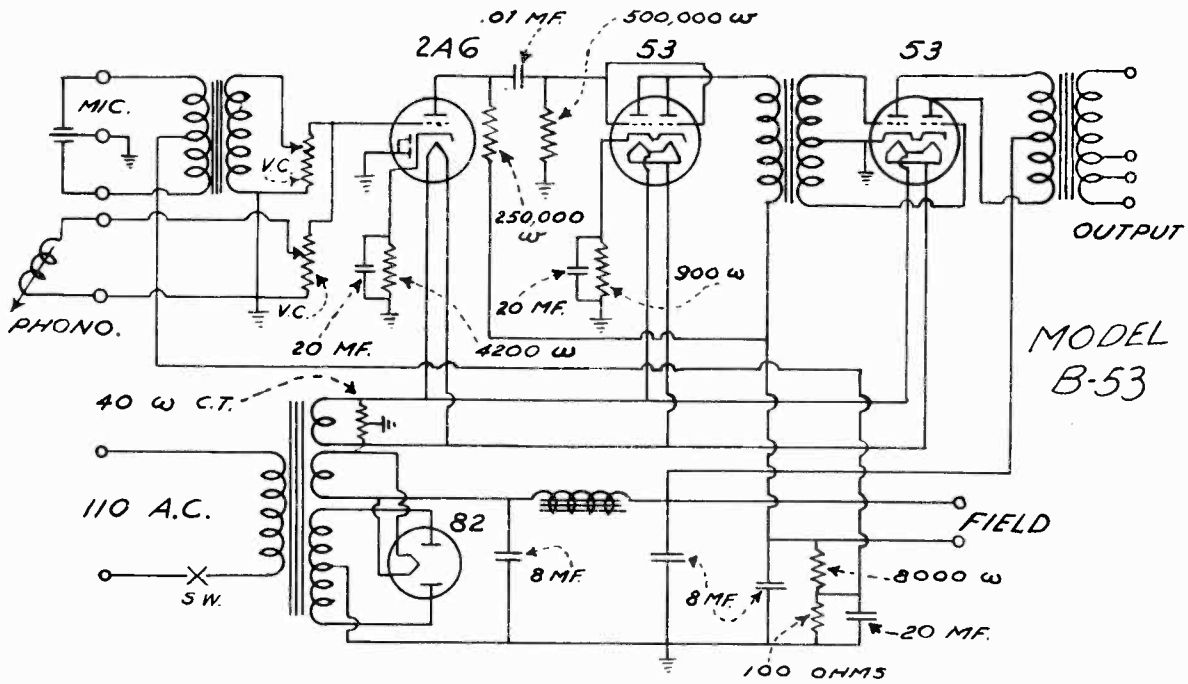 .01 MF.
500,000 ω
2A6
53
53
MIC.
V.C.
250,000
ω
OUTPUT
900 ω
20 MF.
PHONO.
V.C.
20 MF.
4200 ω
MODEL
B-53
40 ω C.T.
110 A.C.
82
FIELD
8 MF.
8 MF.
8000 ω
S W.
20 MF.
100 OHMS